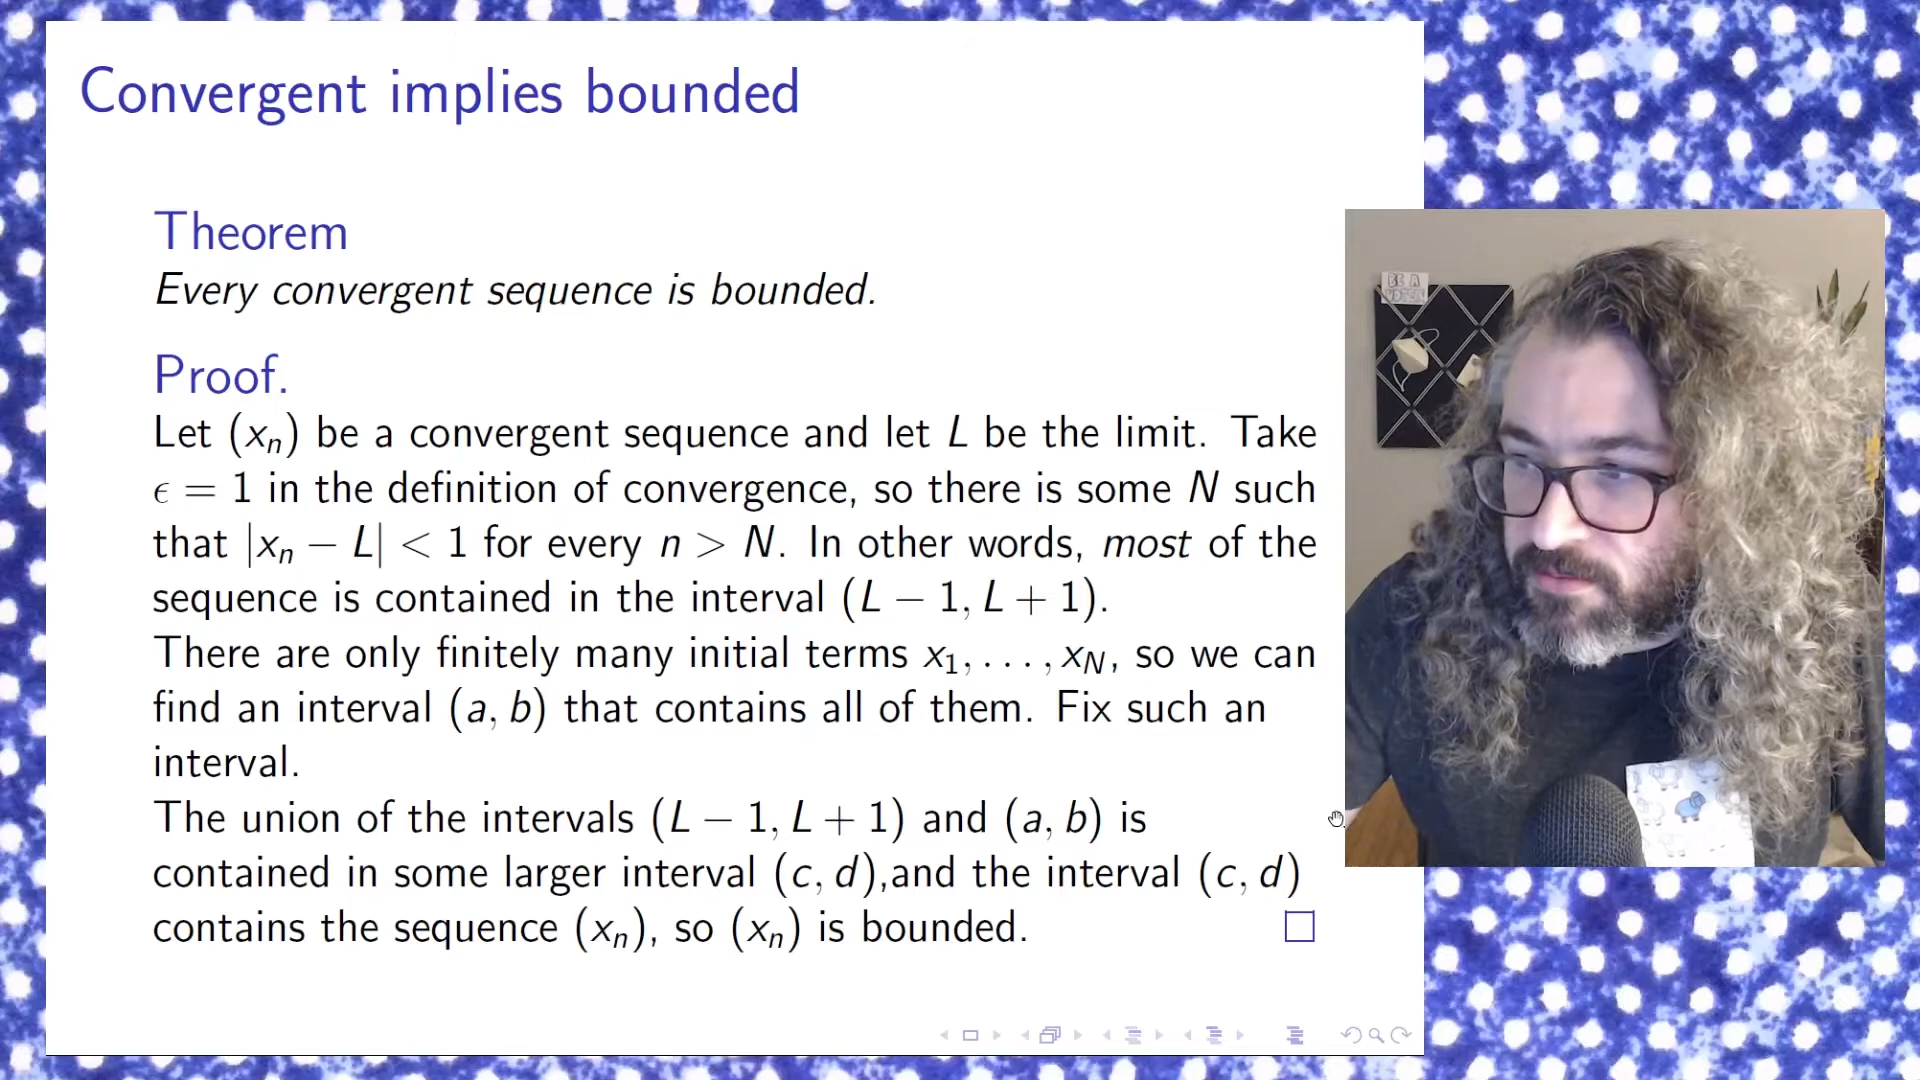 Convergent implies bounded
Theorem
Every convergent sequence is bounded.
Proof.
Let (xₙ) be a convergent sequence and let L be the limit. Take
ϵ = 1 in the definition of convergence, so there is some N such
that |xₙ − L| < 1 for every n > N. In other words, most of the
sequence is contained in the interval (L − 1, L + 1).
There are only finitely many initial terms x₁, . . . , x_N, so we can
find an interval (a, b) that contains all of them. Fix such an
interval.
The union of the intervals (L − 1, L + 1) and (a, b) is
contained in some larger interval (c, d),and the interval (c, d)
contains the sequence (xₙ), so (xₙ) is bounded.
BE A